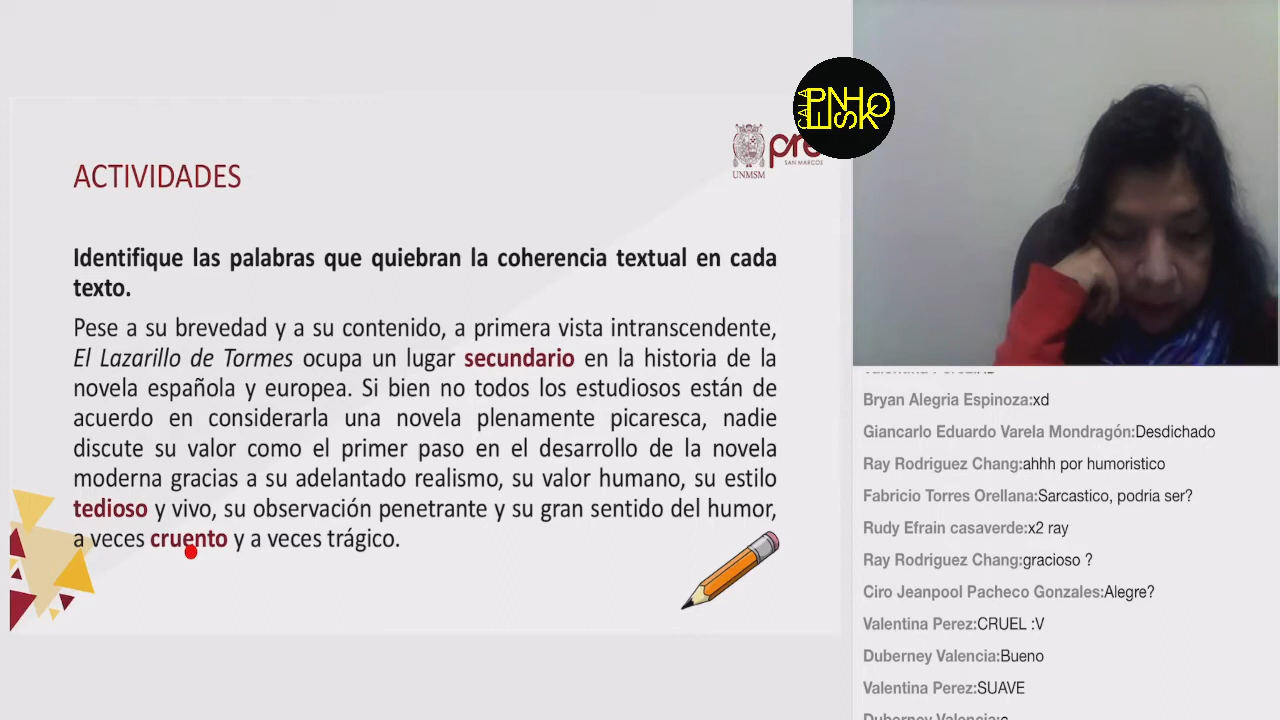 ACTIVIDADES
UNMSM
SAN MARCOS
CALA
Identifique las palabras que quiebran la coherencia textual en cada
texto.
Pese a su brevedad y a su contenido, a primera vista intranscendente,
El Lazarillo de Tormes ocupa un lugar secundario en la historia de la
novela española y europea. Si bien no todos los estudiosos están de
acuerdo en considerarla una novela plenamente picaresca, nadie
discute su valor como el primer paso en el desarrollo de la novela
moderna gracias a su adelantado realismo, su valor humano, su estilo
tedioso y vivo, su observación penetrante y su gran sentido del humor,
a veces cruento y a veces trágico.
Bryan Alegria Espinoza:xd
Giancarlo Eduardo Varela Mondragón:Desdichado
Ray Rodriguez Chang:ahhh por humoristico
Fabricio Torres Orellana:Sarcastico, podria ser?
Rudy Efrain casaverde:x2 ray
Ray Rodriguez Chang:gracioso ?
Ciro Jeanpool Pacheco Gonzales:Alegre?
Valentina Perez:CRUEL :V
Duberney Valencia:Bueno
Valentina Perez:SUAVE
Duberney Valencia: